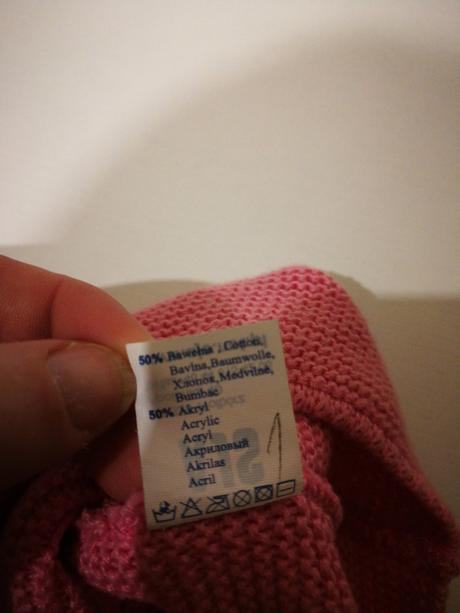 50% Bawełna , Cotton,
Bavlna,Baumwolle,
Хлопок,Medvilnė,
Bumbac
50% Akryl
Acrylic
Acryl
Акриловый
Akrilas
Acril